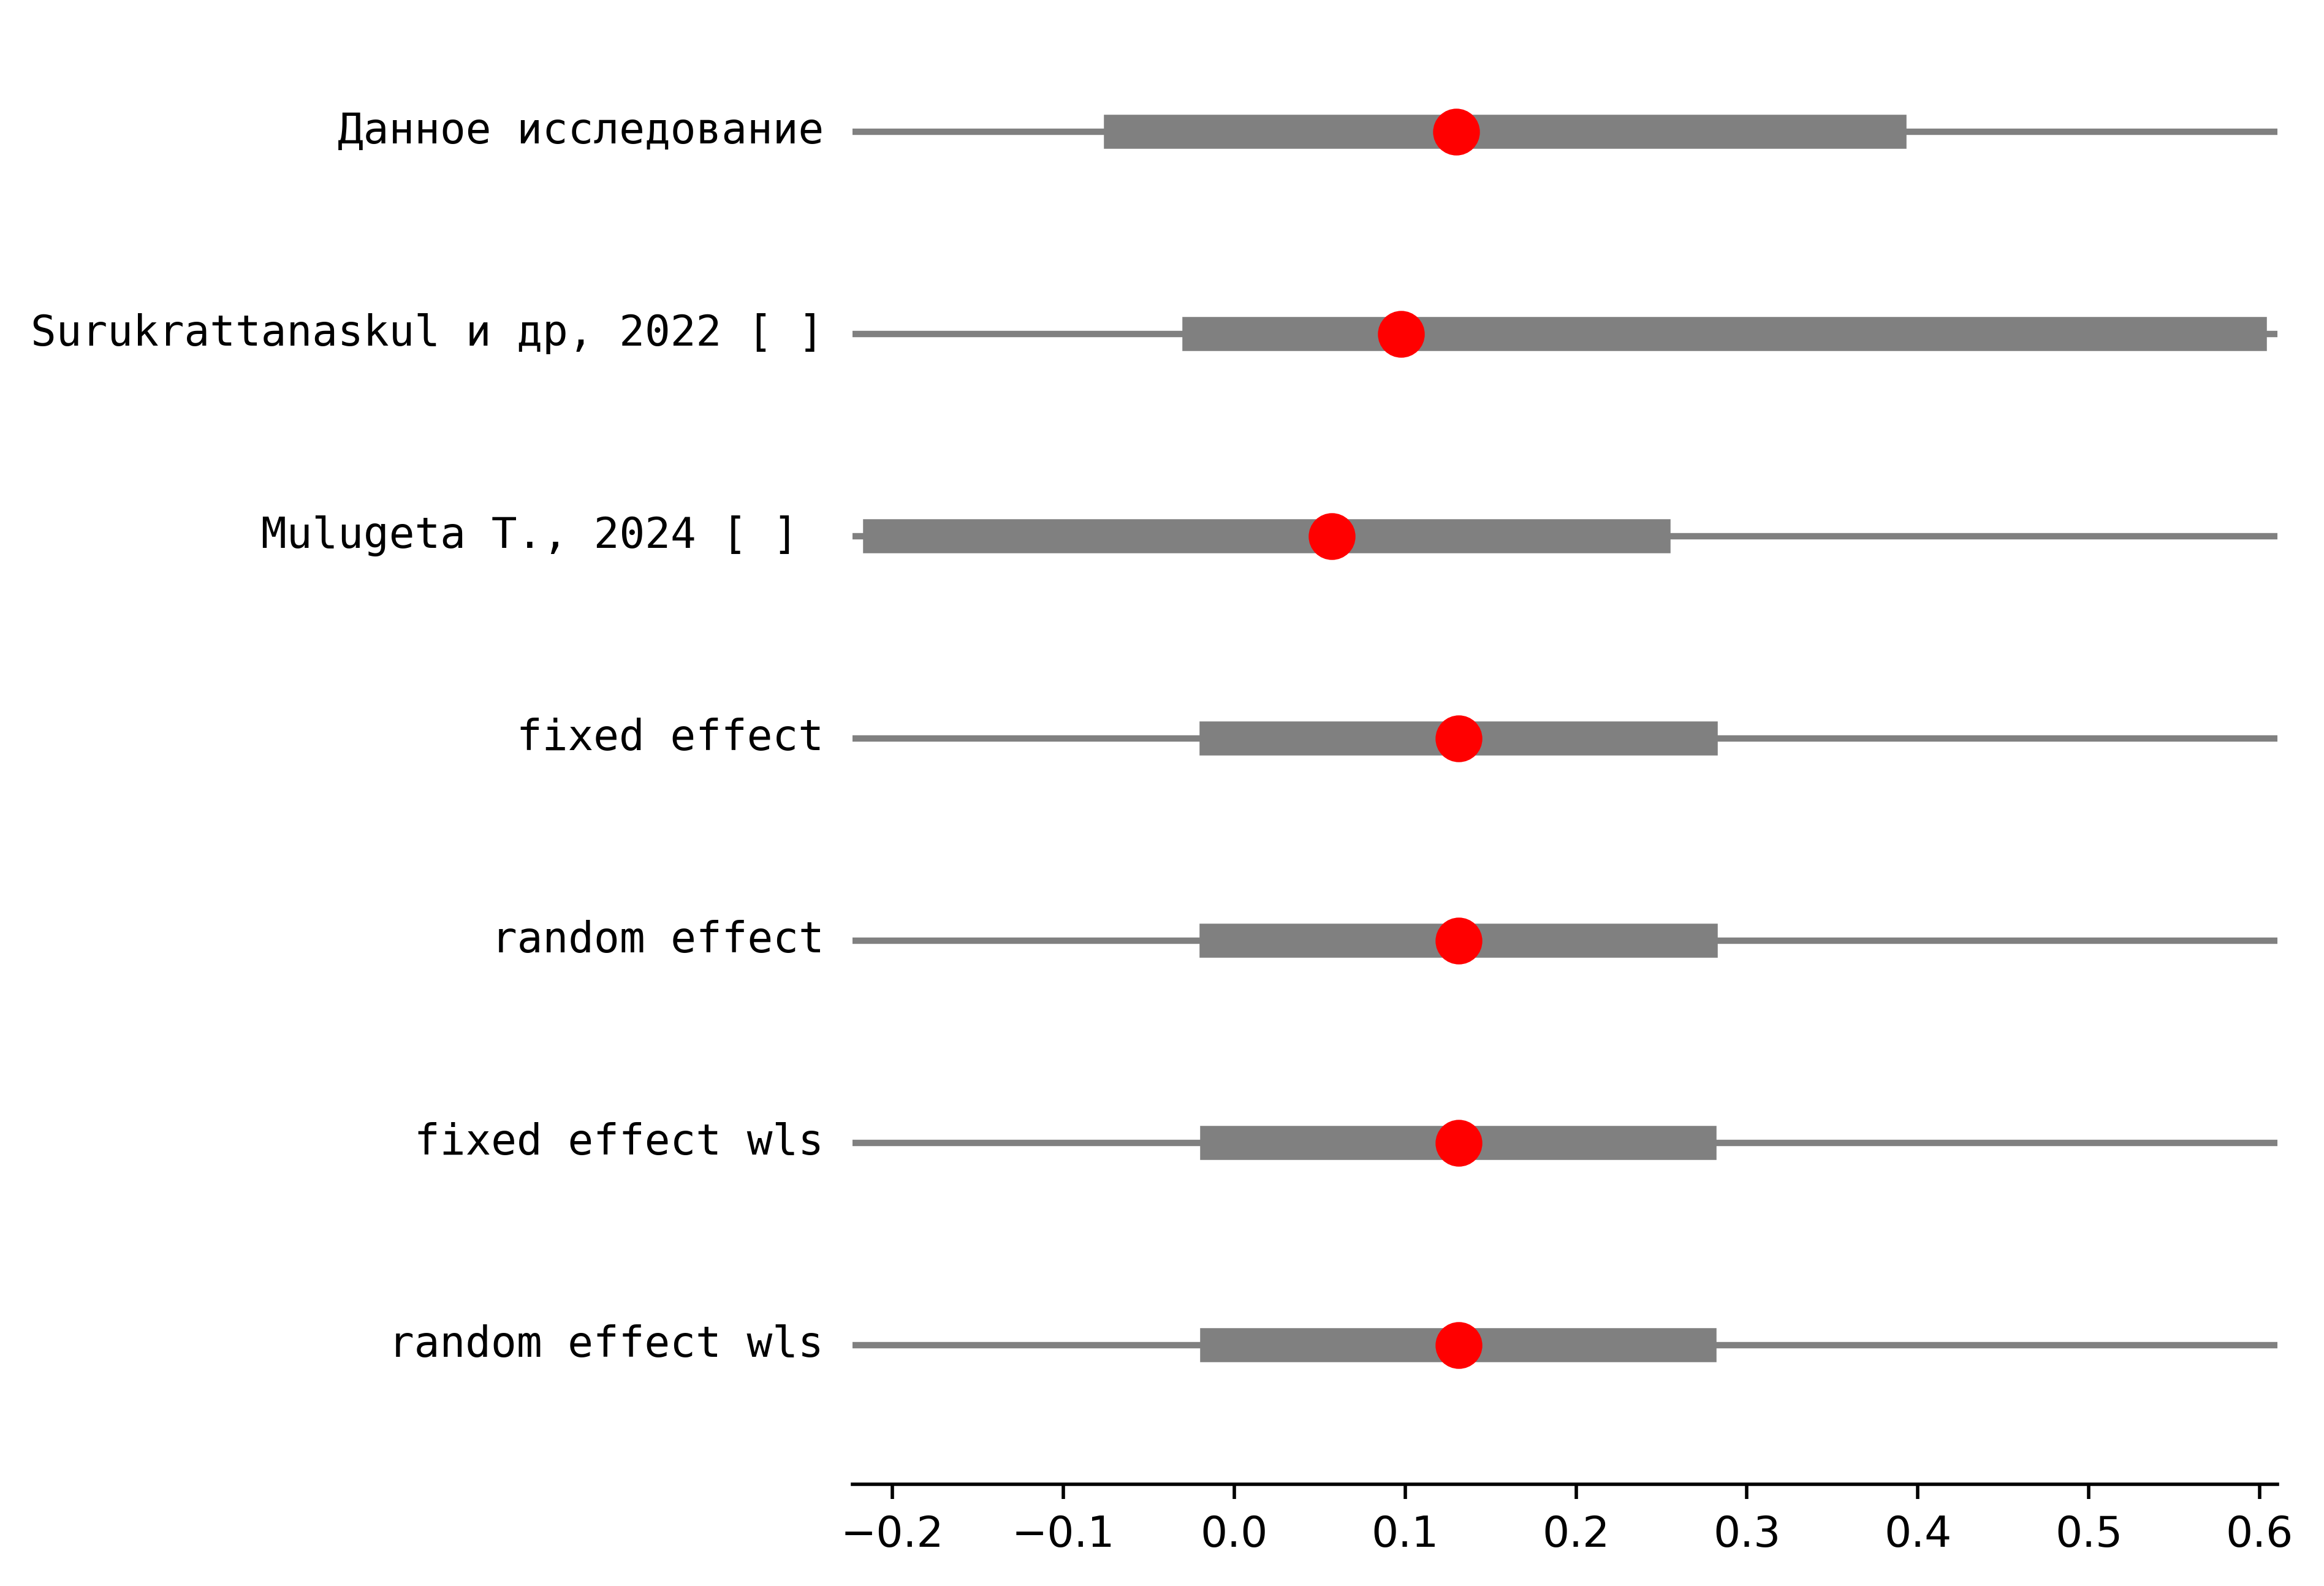 Данное исследование
Surukrattanaskul и др, 2022 [ ]
Mulugeta T., 2024 [ ]
fixed effect
random effect
fixed effect wls
random effect wls
−0.2 −0.1 0.0 0.1 0.2 0.3 0.4 0.5 0.6